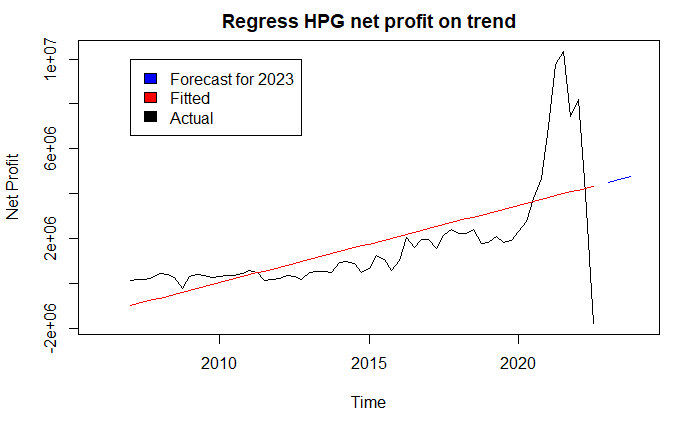 Regress HPG net profit on trend
Forecast for 2023
Fitted
Actual
Net Profit
1e+07
6e+06
2e+06
-2e+06
2010 2015 2020
Time